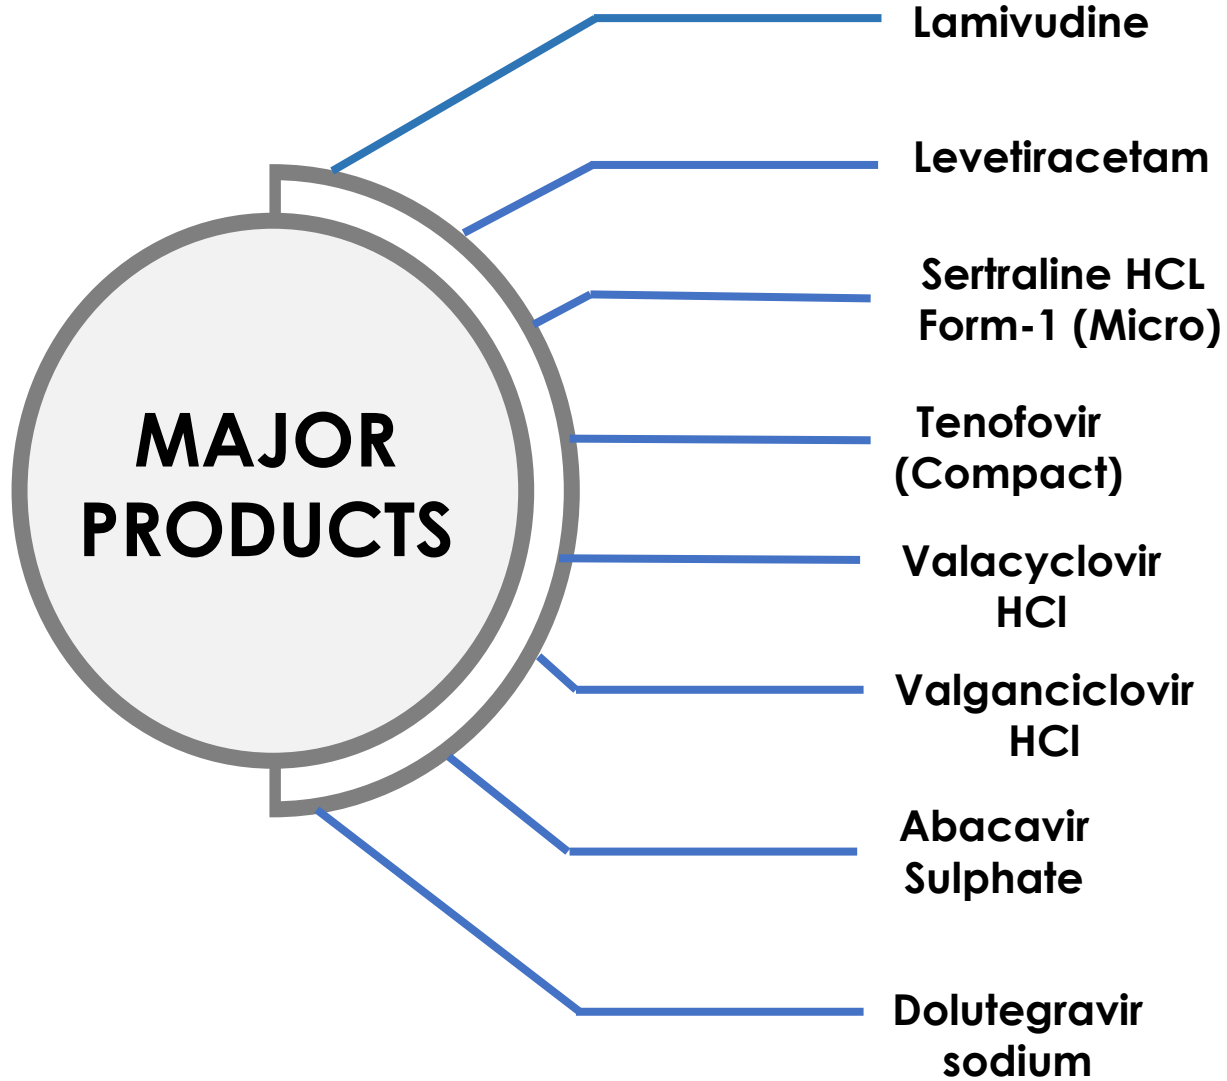 MAJOR
PRODUCTS
Lamivudine
Levetiracetam
Sertraline HCL
Form-1 (Micro)
Tenofovir
(Compact)
Valacyclovir
HCl
Valganciclovir
HCl
Abacavir
Sulphate
Dolutegravir
sodium